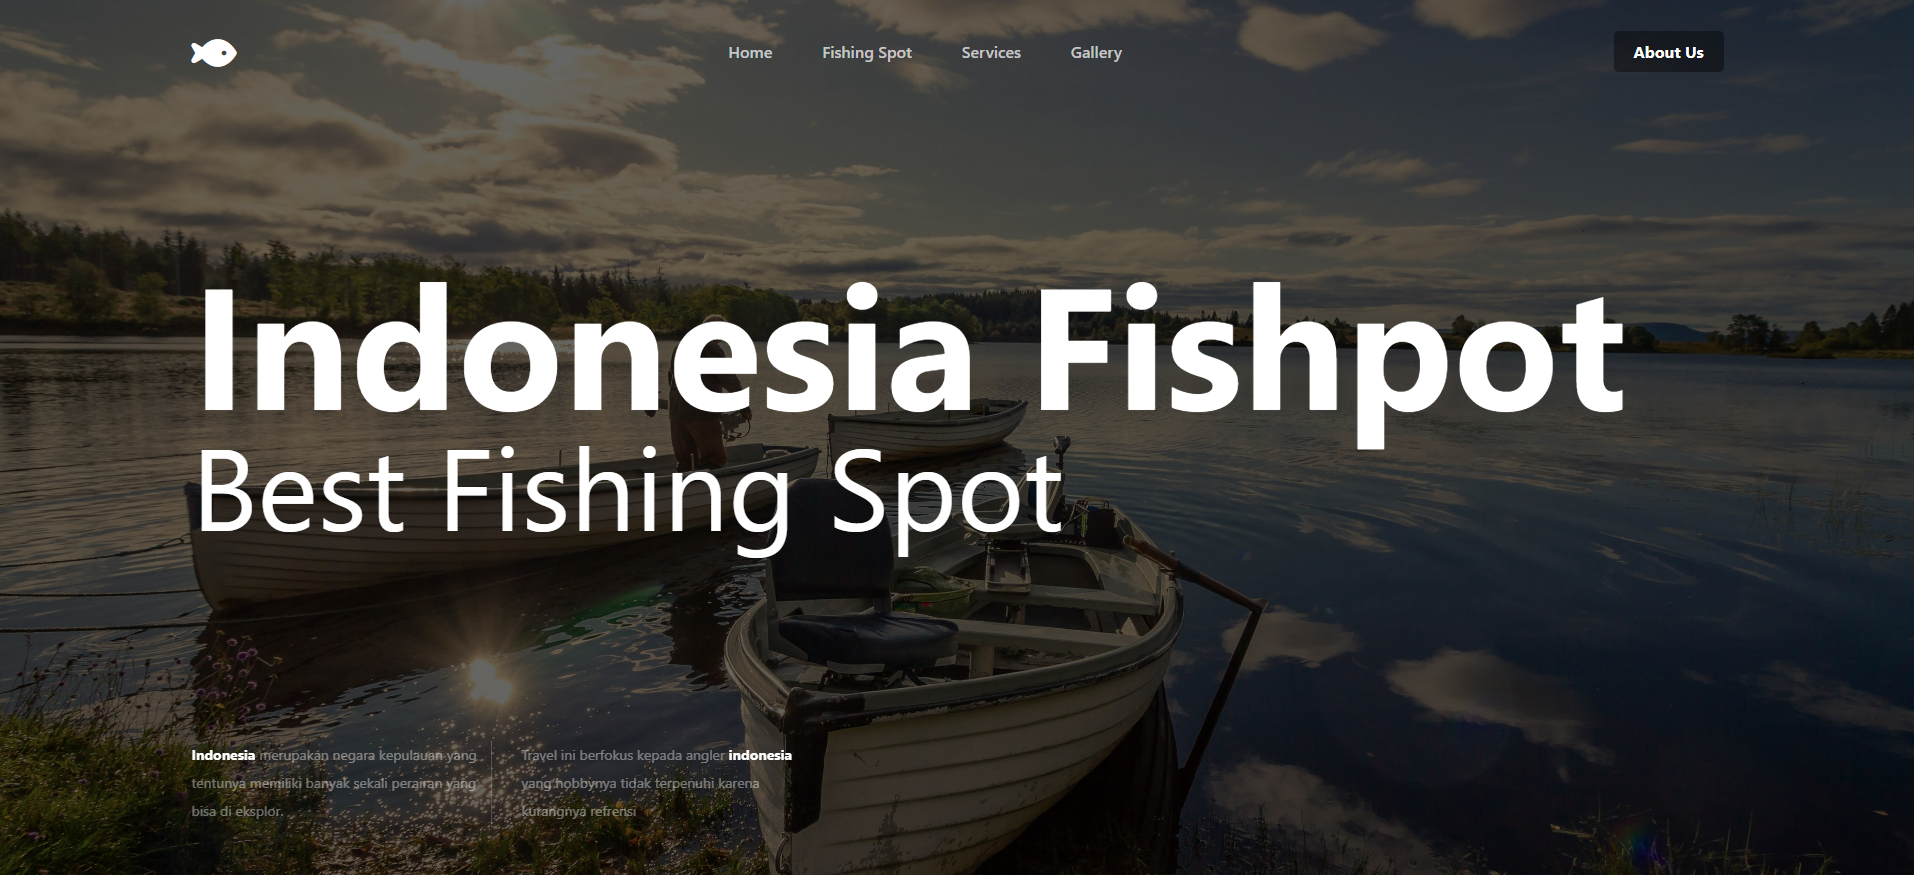 Home Fishing Spot Services Gallery About Us
Indonesia Fishpot
Best Fishing Spot
Indonesia merupakan negara kepulauan yang
tentunya memiliki banyak sekali perairan yang
bisa di eksplor.
Travel ini berfokus kepada angler indonesia
yang hobbynya tidak terpenuhi karena
kurangnya refrensi